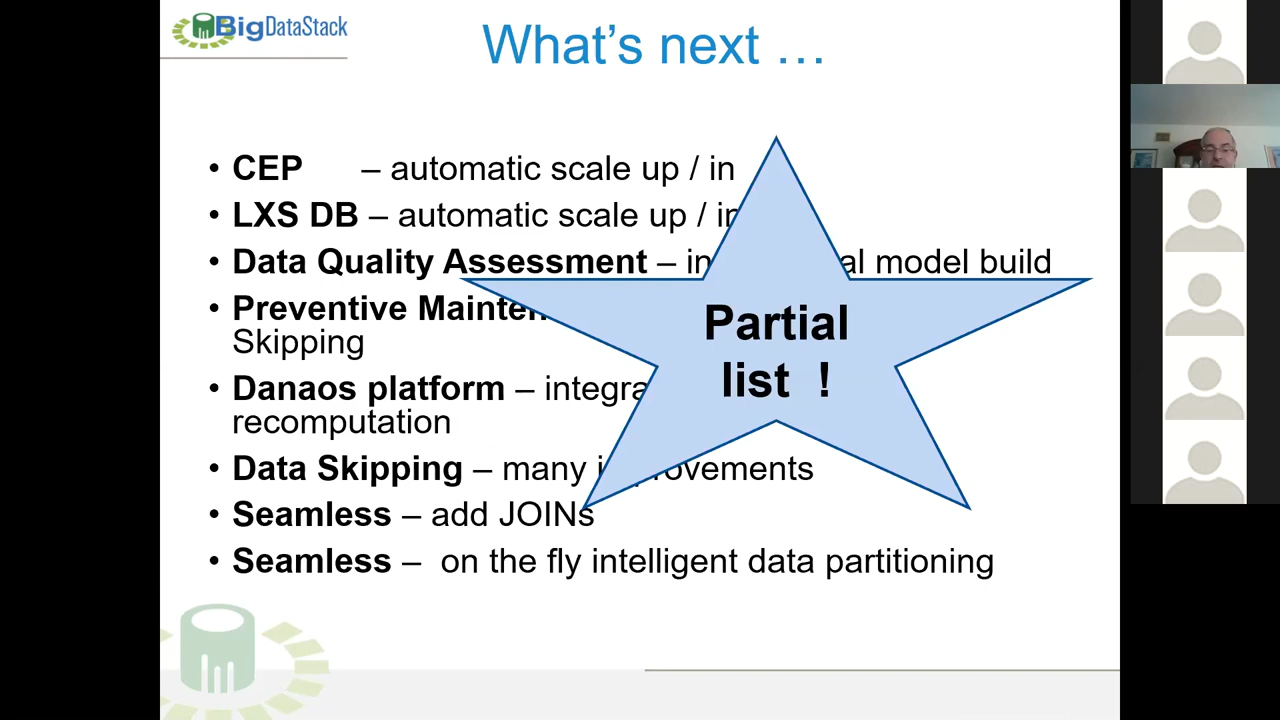 BigDataStack
What's next …
• CEP – automatic scale up / in
• LXS DB – automatic scale up / in
• Data Quality Assessment – in al model build
• Preventive Mainten
Skipping
• Danaos platform – integra
recomputation
• Data Skipping – many improvements
• Seamless – add JOINs
• Seamless – on the fly intelligent data partitioning
Partial
list !